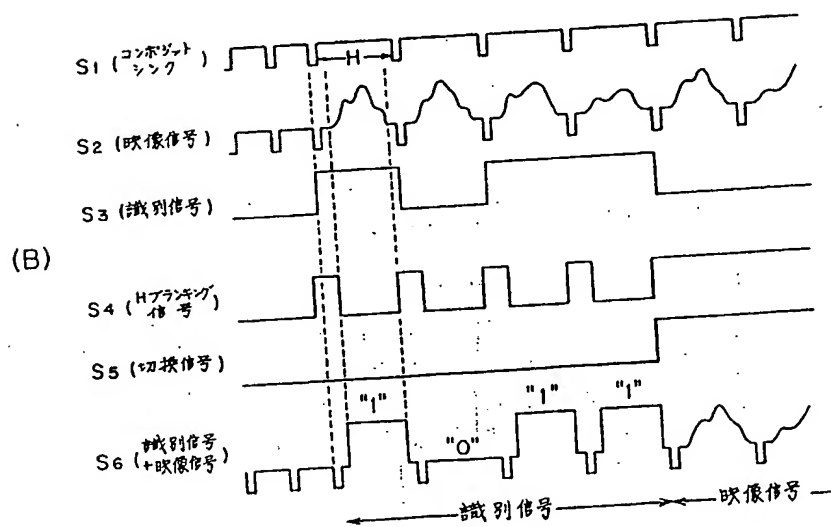 S1 (コンポジット
シンク)
H
S2 (映像信号)
S3 (識別信号)
(B)
S4 (Hブランキング
信号)
S5 (切換信号)
"1"
"0"
"1"
"1"
S6 (識別信号
+映像信号)
識別信号
映像信号